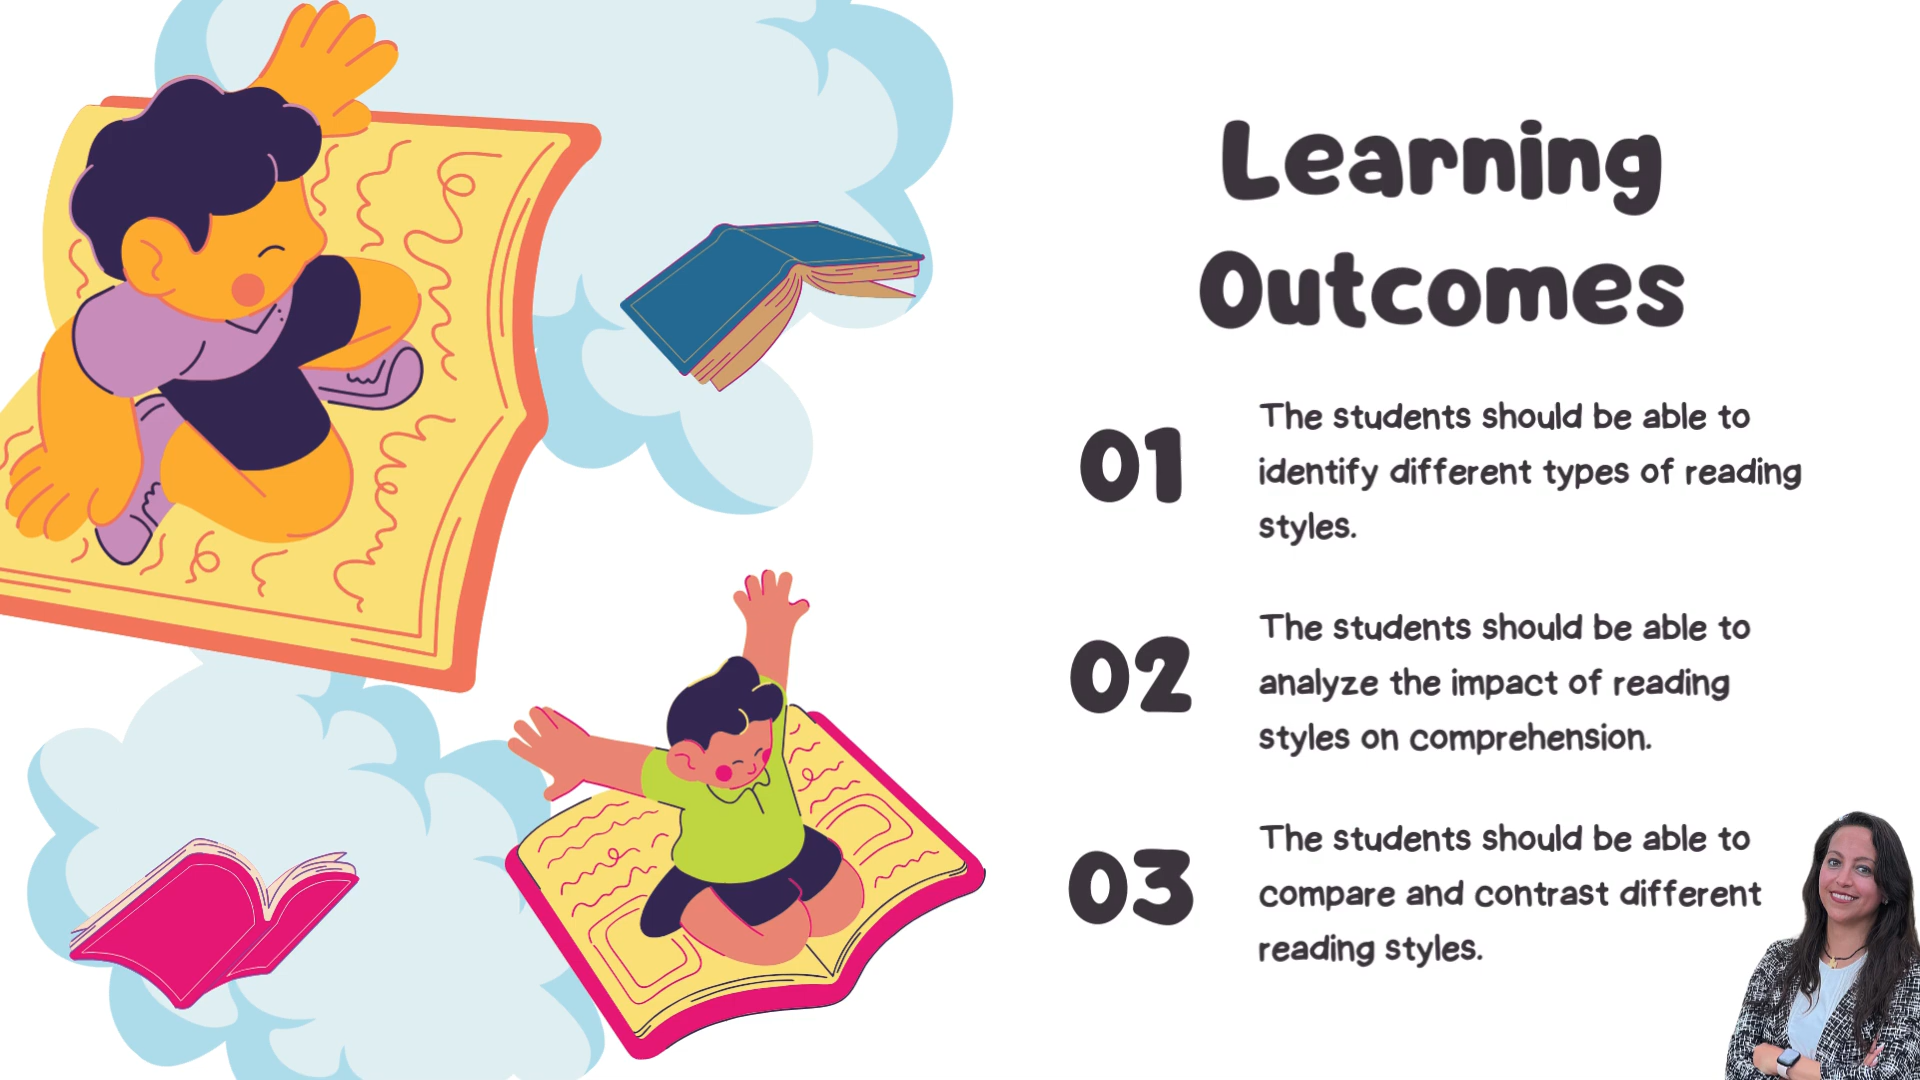 Learning
Outcomes
01
The students should be able to
identify different types of reading
styles.
02
The students should be able to
analyze the impact of reading
styles on comprehension.
03
The students should be able to
compare and contrast different
reading styles.